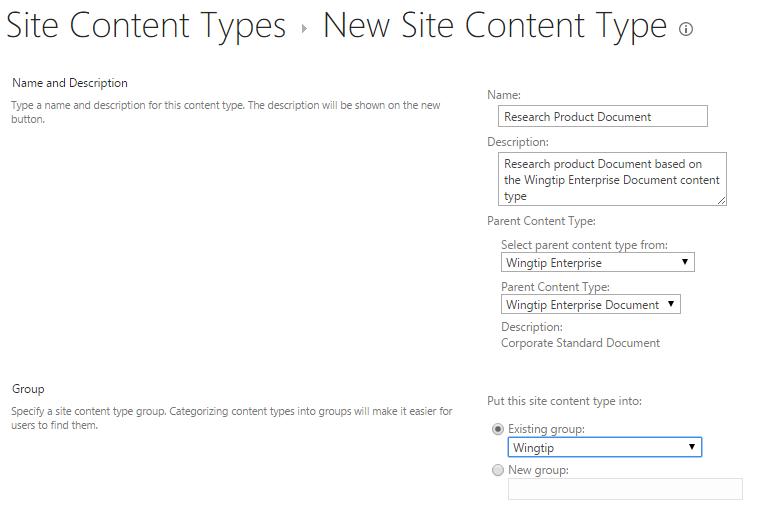 Site Content Types ▸ New Site Content Type
Name and Description
Type a name and description for this content type. The description will be shown on the new
button.
Name:
Research Product Document
Description:
Research product Document based on
the Wingtip Enterprise Document content
type
Parent Content Type:
Select parent content type from:
Wingtip Enterprise
Parent Content Type:
Wingtip Enterprise Document
Description:
Corporate Standard Document
Group
Specify a site content type group. Categorizing content types into groups will make it easier for
users to find them.
Put this site content type into:
Existing group:
Wingtip
New group: